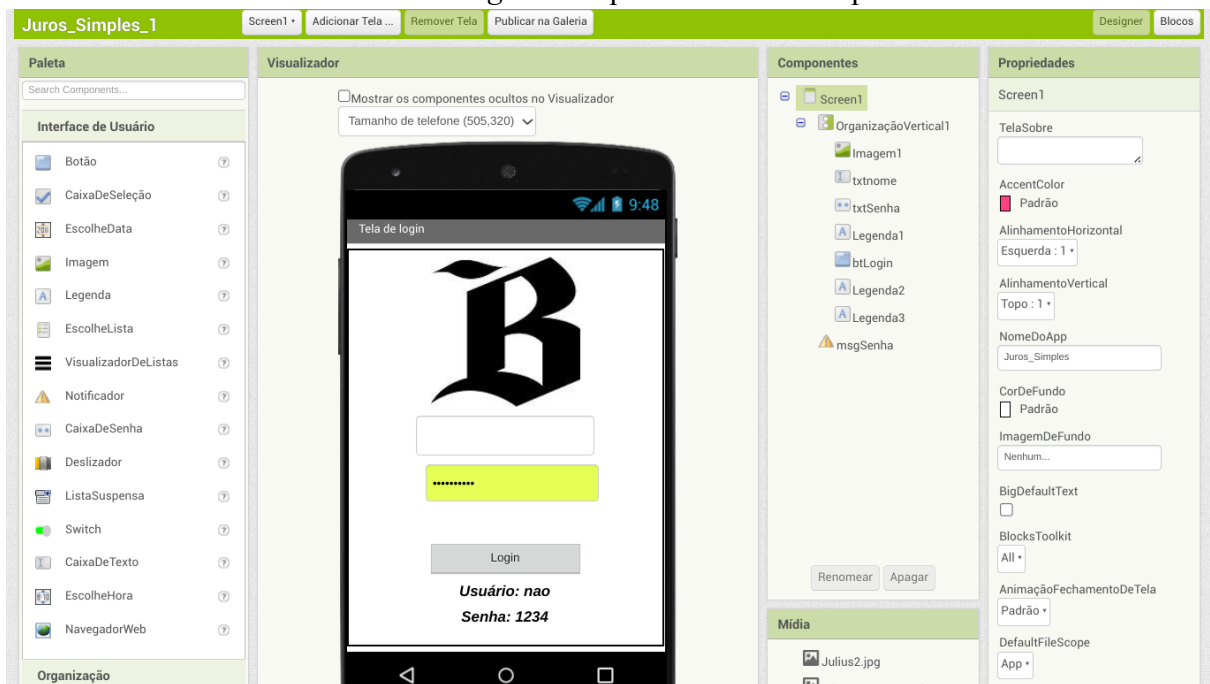 Juros_Simples_1
Screen1
Adicionar Tela ...
Remover Tela
Publicar na Galeria
Designer
Blocos
Paleta
Search Components...
Interface de Usuário
Botão
CaixaDeSeleção
EscolheData
Imagem
Legenda
EscolheLista
VisualizadorDeListas
Notificador
CaixaDeSenha
Deslizador
ListaSuspensa
Switch
CaixaDeTexto
EscolheHora
NavegadorWeb
Organização
Visualizador
Mostrar os componentes ocultos no Visualizador
Tamanho de telefone (505,320)
9:48
Tela de login
B
••••••••••
Login
Usuário: nao
Senha: 1234
Componentes
Screen1
OrganizaçãoVertical1
Imagem1
txtnome
txtSenha
Legenda1
btLogin
Legenda2
Legenda3
msgSenha
Renomear
Apagar
Mídia
Julius2.jpg
Propriedades
Screen1
TelaSobre
AccentColor
Padrão
AlinhamentoHorizontal
Esquerda : 1
AlinhamentoVertical
Topo : 1
NomeDoApp
Juros_Simples
CorDeFundo
Padrão
ImagemDeFundo
Nenhum...
BigDefaultText
BlocksToolkit
All
AnimaçãoFechamentoDeTela
Padrão
DefaultFileScope
App